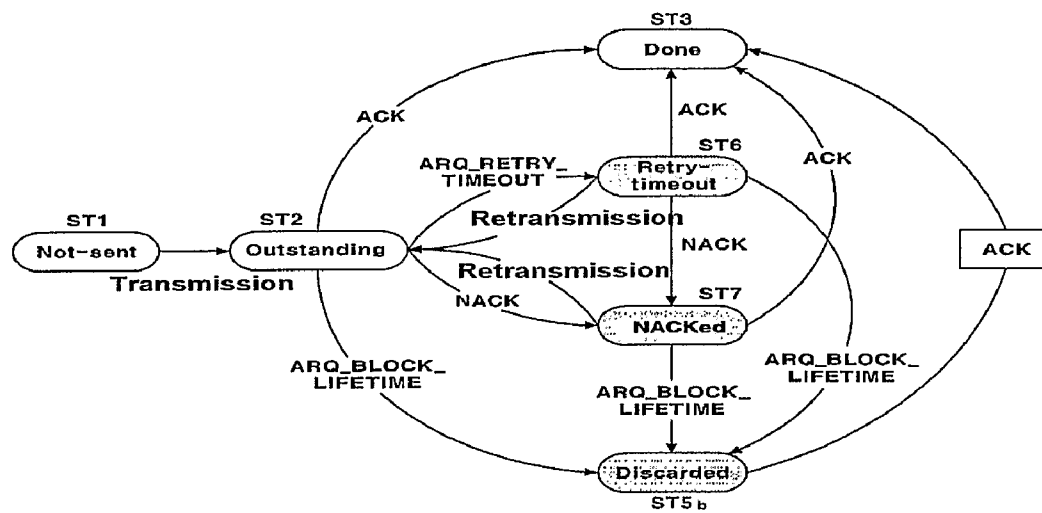 ST3
Done
ACK
ACK
ST6
ARQ_RETRY_
TIMEOUT
Retry-
timeout
ACK
ST1
ST2
Retransmission
Not-sent
Outstanding
NACK
ACK
Transmission
Retransmission
NACK
ST7
NACKed
ARQ_BLOCK_
LIFETIME
ARQ_BLOCK_
LIFETIME
ARQ_BLOCK_
LIFETIME
Discarded
ST5b